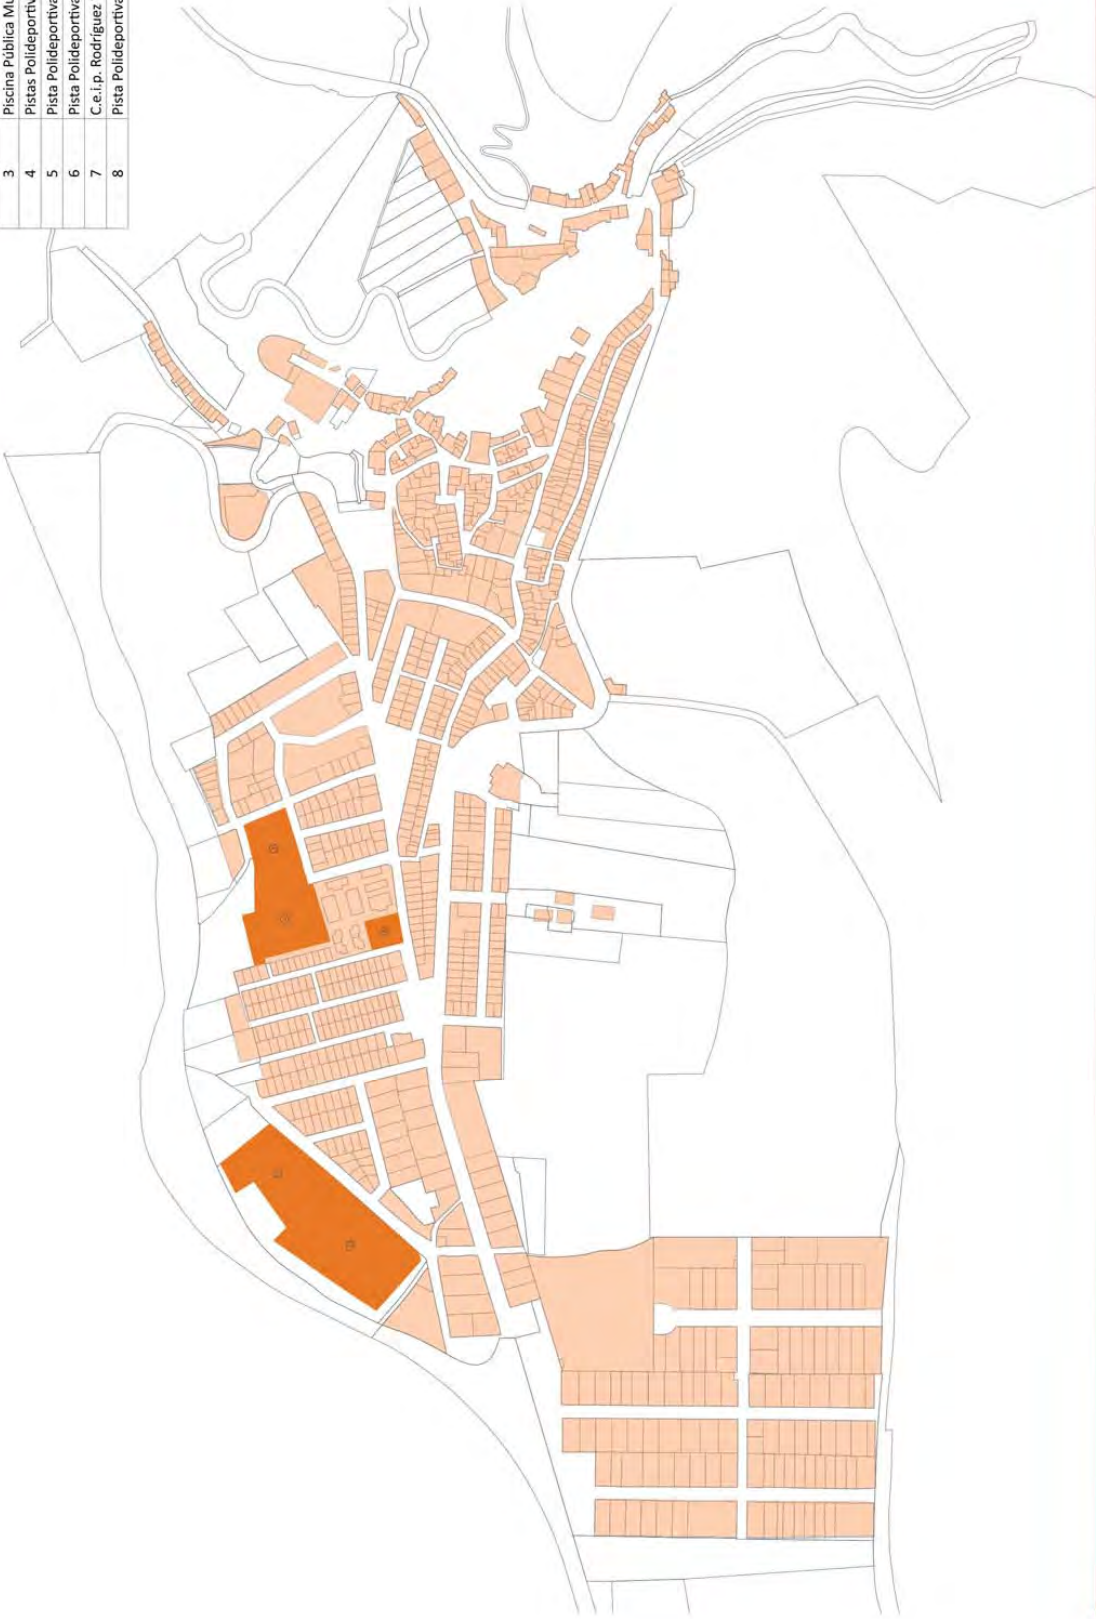 3 Piscina Pública Mu
4 Pistas Polideportiv
5 Pista Polideportiva
6 Pista Polideportiva
7 C.e.i.p. Rodríguez
8 Pista Polideportiva